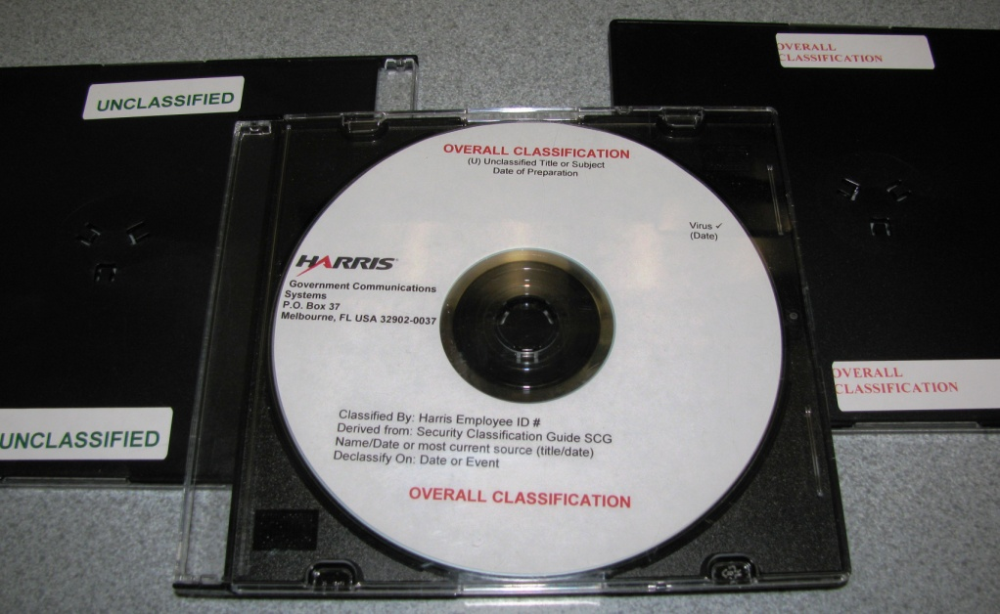 UNCLASSIFIED
UNCLASSIFIED
OVERALL CLASSIFICATION
(U) Unclassified Title or Subject
Date of Preparation
Virus ✓
(Date)
HARRIS
Government Communications
Systems
P.O. Box 37
Melbourne, FL USA 32902-0037
Classified By: Harris Employee ID #
Derived from: Security Classification Guide SCG
Name/Date or most current source (title/date)
Declassify On: Date or Event
OVERALL CLASSIFICATION
OVERALL
CLASSIFICATION
OVERALL
CLASSIFICATION